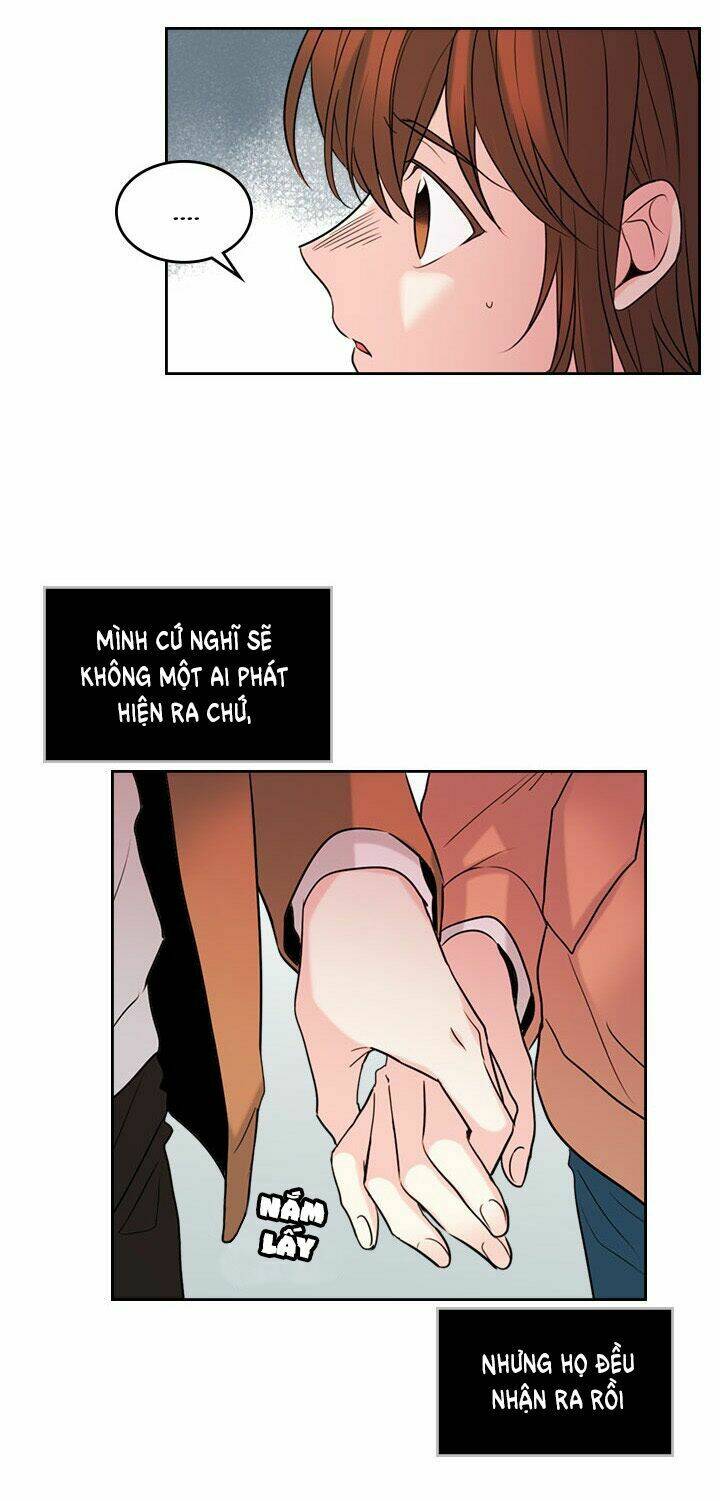 ....
MÌNH CỨ NGHĨ SẼ
KHÔNG MỘT AI PHÁT
HIỆN RA CHỨ,
NẮM
LẤY
NHƯNG HỌ ĐỀU
NHẬN RA RỒI